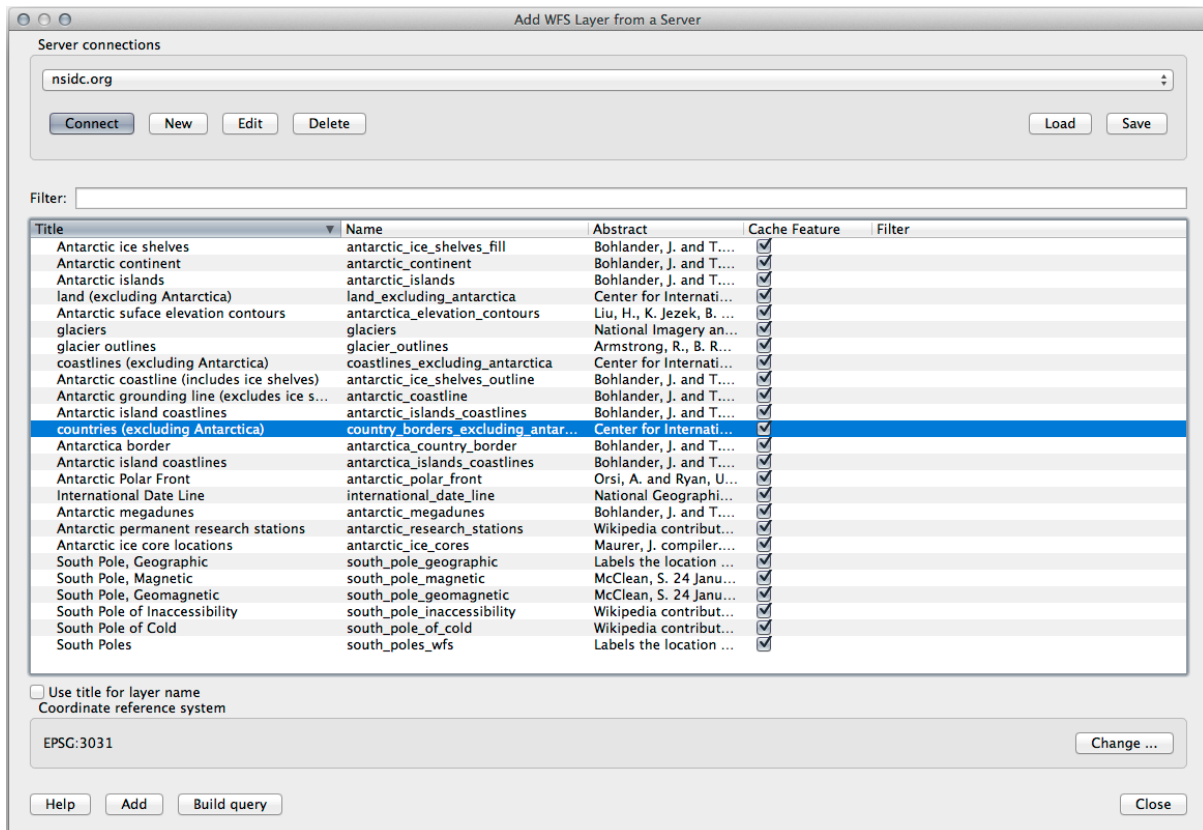 Add WFS Layer from a Server
Server connections
nsidc.org
Connect New Edit Delete Load Save
Filter:
Title Name Abstract Cache Feature Filter
Antarctic ice shelves antarctic_ice_shelves_fill Bohlander, J. and T....
Antarctic continent antarctic_continent Bohlander, J. and T....
Antarctic islands antarctic_islands Bohlander, J. and T....
land (excluding Antarctica) land_excluding_antarctica Center for Internati...
Antarctic suface elevation contours antarctica_elevation_contours Liu, H., K. Jezek, B. ...
glaciers glaciers National Imagery an...
glacier outlines glacier_outlines Armstrong, R., B. R...
coastlines (excluding Antarctica) coastlines_excluding_antarctica Center for Internati...
Antarctic coastline (includes ice shelves) antarctic_ice_shelves_outline Bohlander, J. and T....
Antarctic grounding line (excludes ice s... antarctic_coastline Bohlander, J. and T....
Antarctic island coastlines antarctic_islands_coastlines Bohlander, J. and T....
countries (excluding Antarctica) country_borders_excluding_antar... Center for Internati...
Antarctica border antarctica_country_border Bohlander, J. and T....
Antarctic island coastlines antarctica_islands_coastlines Bohlander, J. and T....
Antarctic Polar Front antarctic_polar_front Orsi, A. and Ryan, U...
International Date Line international_date_line National Geographi...
Antarctic megadunes antarctic_megadunes Bohlander, J. and T....
Antarctic permanent research stations antarctic_research_stations Wikipedia contribut...
Antarctic ice core locations antarctic_ice_cores Maurer, J. compiler....
South Pole, Geographic south_pole_geographic Labels the location ...
South Pole, Magnetic south_pole_magnetic McClean, S. 24 Janu...
South Pole, Geomagnetic south_pole_geomagnetic McClean, S. 24 Janu...
South Pole of Inaccessibility south_pole_inaccessibility Wikipedia contribut...
South Pole of Cold south_pole_of_cold Wikipedia contribut...
South Poles south_poles_wfs Labels the location ...
Use title for layer name
Coordinate reference system
EPSG:3031 Change ...
Help Add Build query Close